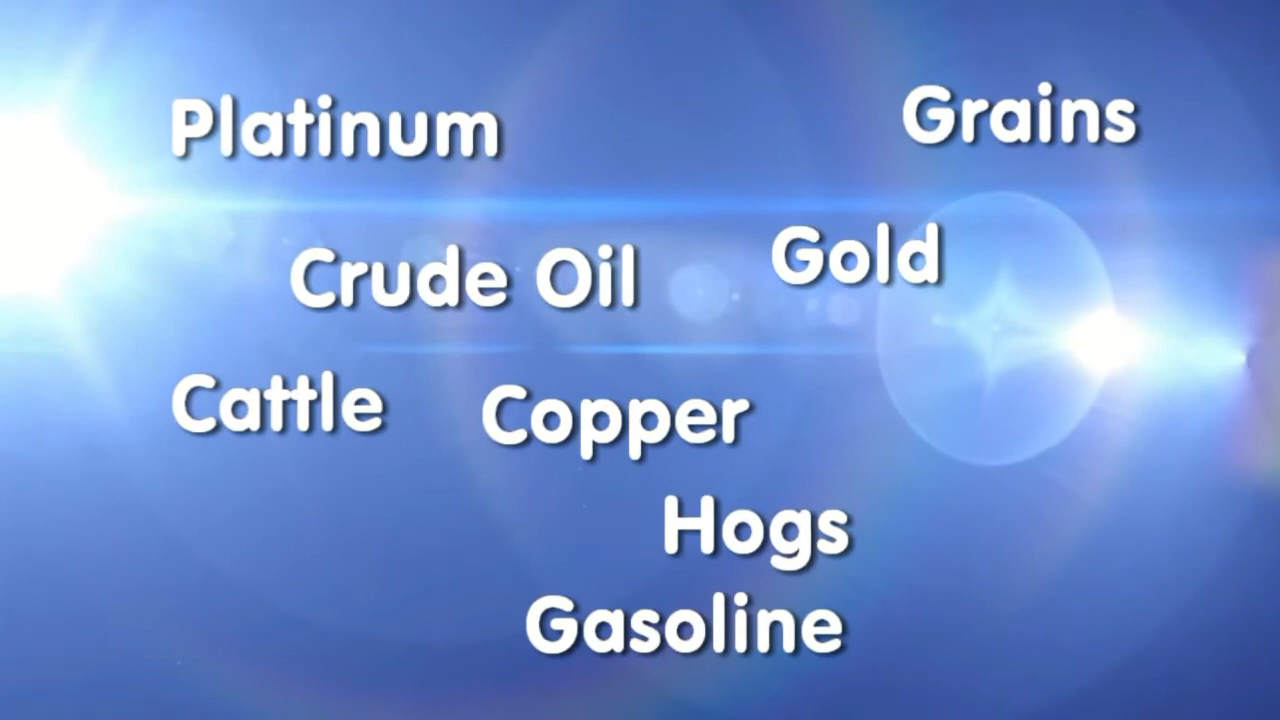 Platinum
Grains
Crude Oil
Gold
Cattle
Copper
Hogs
Gasoline